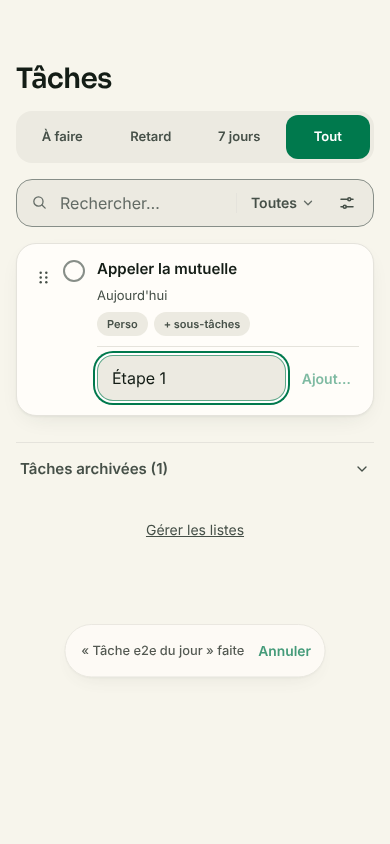 Tâches
À faire
Retard
7 jours
Tout
Rechercher...
Toutes
Appeler la mutuelle
Aujourd'hui
Perso
+ sous-tâches
Étape 1
Ajout...
Tâches archivées (1)
Gérer les listes
« Tâche e2e du jour » faite
Annuler